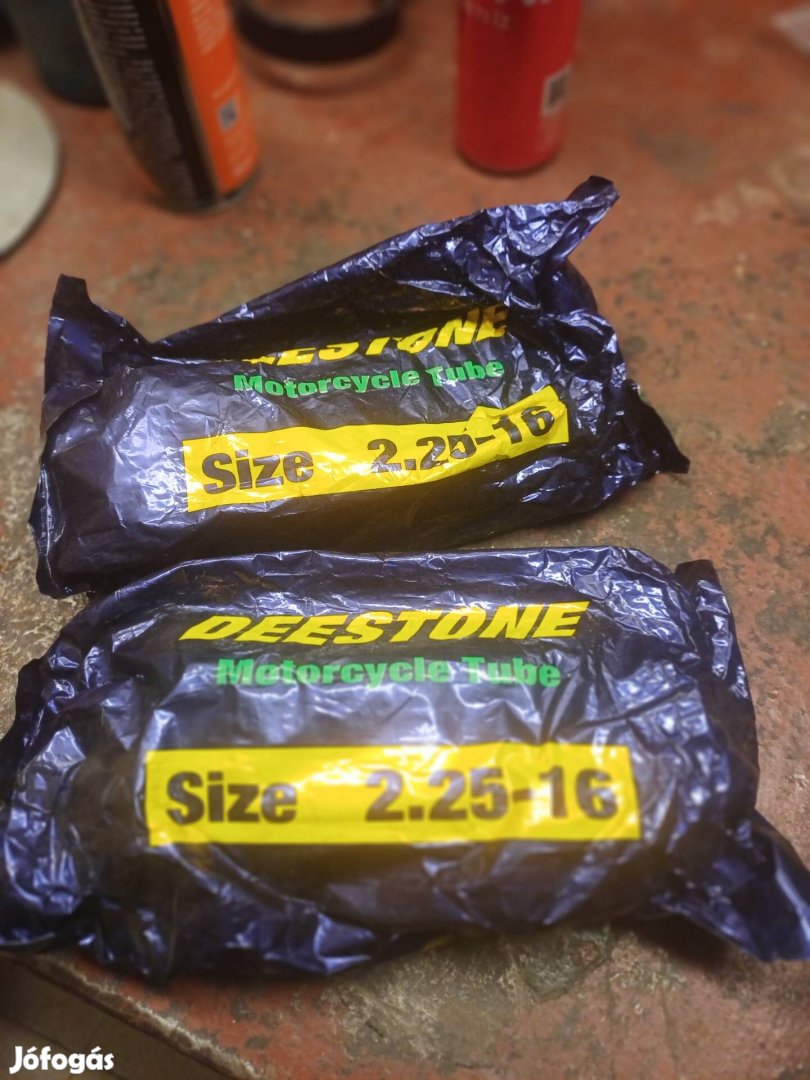 DEESTONE
Motorcycle Tube
Size 2.25-16
DEESTONE
Motorcycle Tube
Size 2.25-16
Jófogás